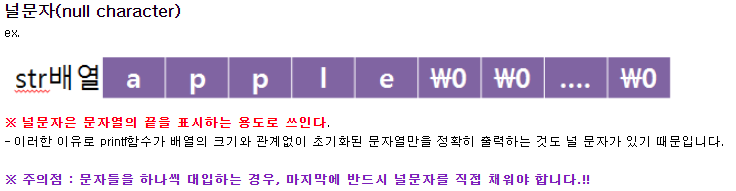 널문자(null character)
ex.
str배열 a p p l e ₩0 ₩0 .... ₩0
※ 널문자은 문자열의 끝을 표시하는 용도로 쓰인다.
- 이러한 이유로 printf함수가 배열의 크기와 관계없이 초기화된 문자열만을 정확히 출력하는 것도 널 문자가 있기 때문입니다.
※ 주의점 : 문자들을 하나씩 대입하는 경우, 마지막에 반드시 널문자를 직접 채워야 합니다.!!